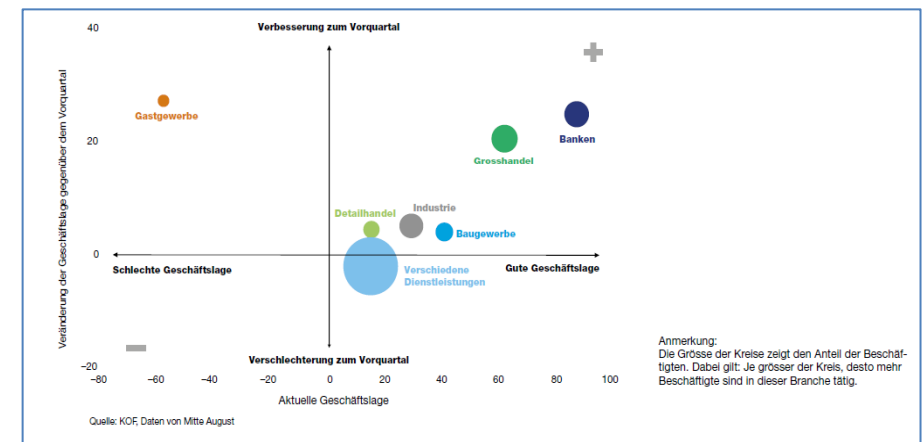 40
Verbesserung zum Vorquartal
Gastgewerbe
Banken
20
Grosshandel
Detailhandel
Industrie
Baugewerbe
0
Schlechte Geschäftslage
Gute Geschäftslage
Verschiedene
Dienstleistungen
Verschlechterung zum Vorquartal
–20
–80 –60 –40 –20 0 20 40 60 80 100
Aktuelle Geschäftslage
Veränderung der Geschäftslage gegenüber dem Vorquartal
Anmerkung:
Die Grösse der Kreise zeigt den Anteil der Beschäf-
tigten. Dabei gilt: Je grösser der Kreis, desto mehr
Beschäftigte sind in dieser Branche tätig.
Quelle: KOF, Daten von Mitte August